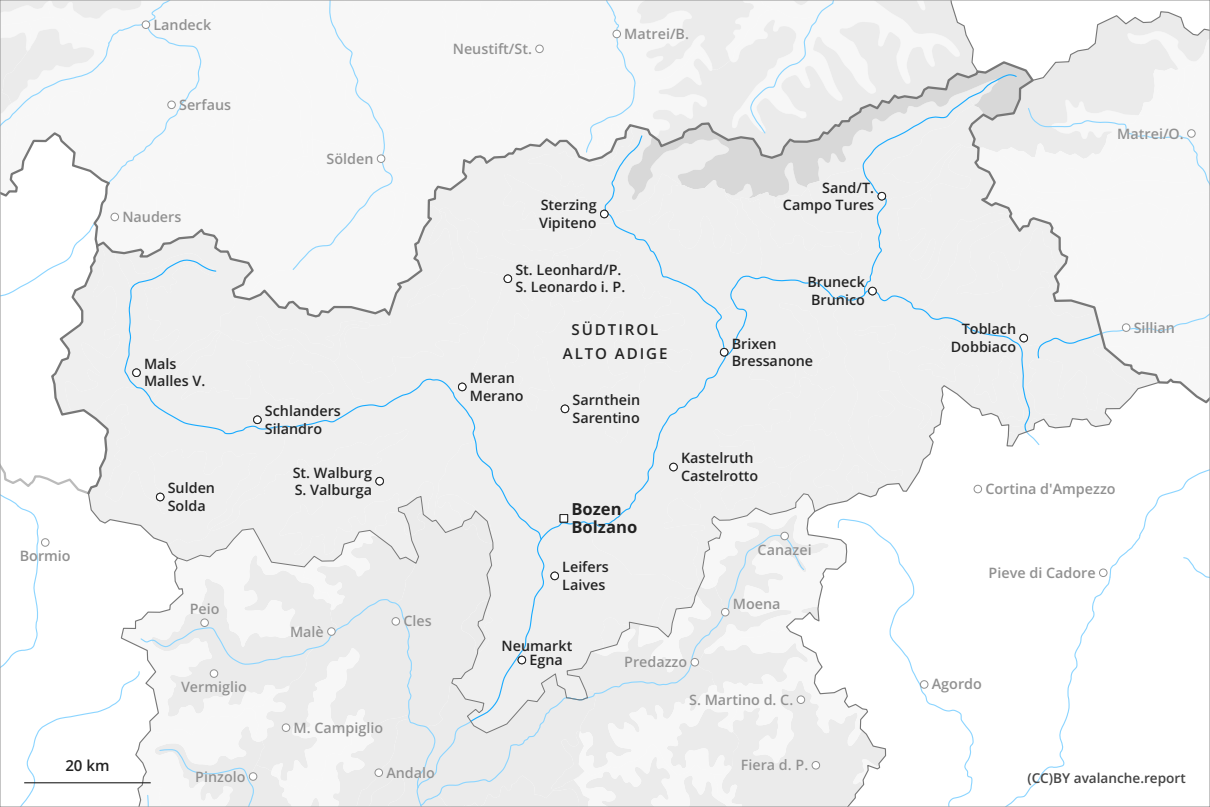 Landeck
Matrei/B.
Neustift/St.
Serfaus
Matrei/O.
Sölden
Sand/T.
Campo Tures
Sterzing
Vipiteno
Nauders
St. Leonhard/P.
S. Leonardo i. P.
Bruneck
Brunico
SÜDTIROL
ALTO ADIGE
Toblach
Dobbiaco
Sillian
Brixen
Bressanone
Mals
Malles V.
Meran
Merano
Sarnthein
Sarentino
Schlanders
Silandro
Kastelruth
Castelrotto
St. Walburg
S. Valburga
Sulden
Solda
Cortina d'Ampezzo
Bozen
Bolzano
Bormio
Canazei
Leifers
Laives
Pieve di Cadore
Peio
Moena
Cles
Malè
Neumarkt
Egna
Predazzo
Vermiglio
Agordo
S. Martino d. C.
M. Campiglio
20 km
Fiera d. P.
Pinzolo
Andalo
(CC)BY avalanche.report